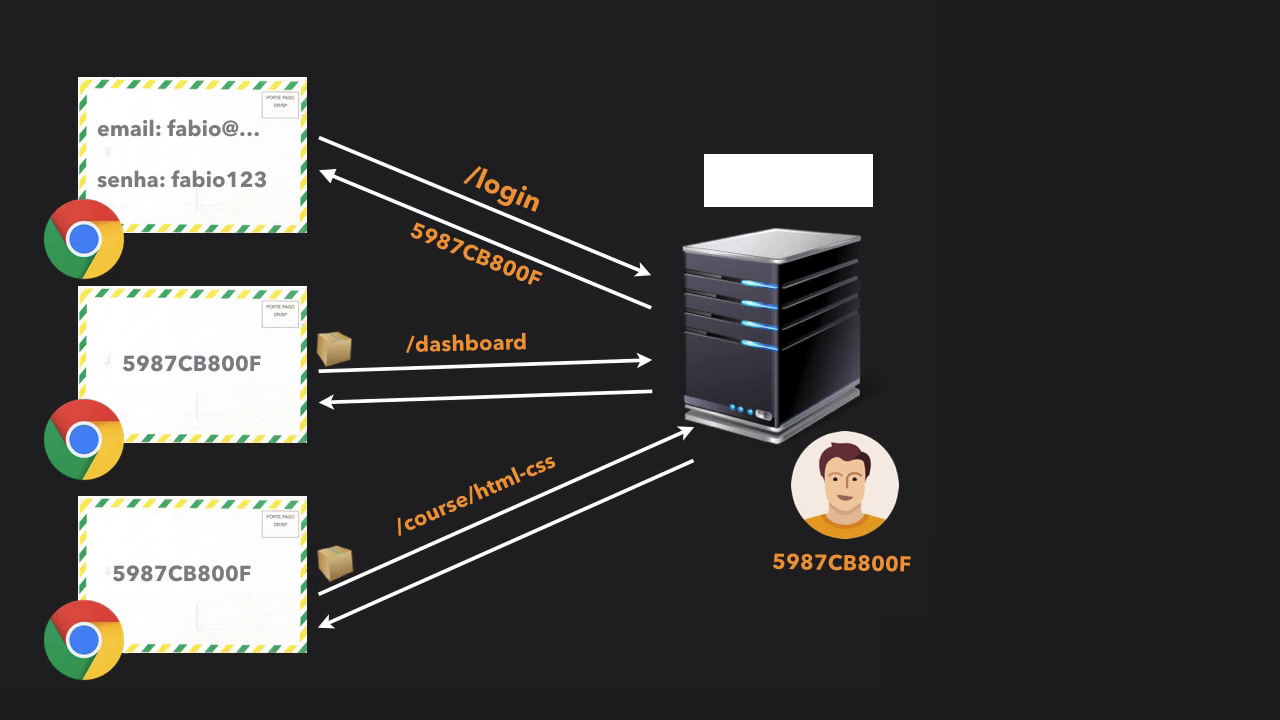 PORTE PAGO
DR/SP
email: fabio@...
senha: fabio123
/login
5987CB800F
PORTE PAGO
DR/SP
5987CB800F
/dashboard
PORTE PAGO
DR/SP
5987CB800F
/course/html-css
5987CB800F